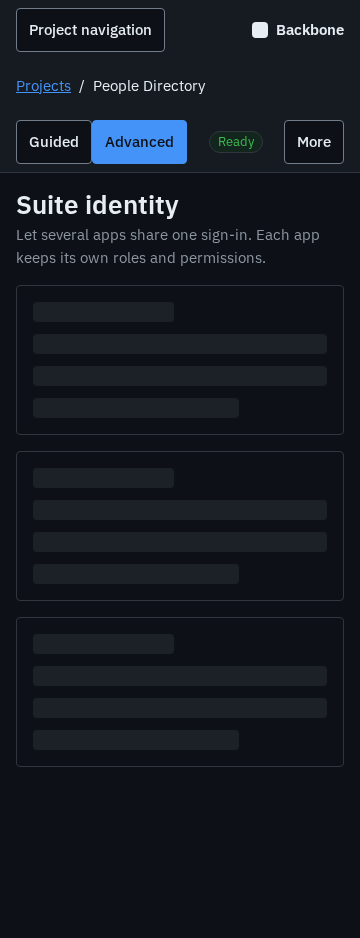 Project navigation
Backbone
Projects / People Directory
Guided
Advanced
Ready
More
Suite identity
Let several apps share one sign-in. Each app
keeps its own roles and permissions.